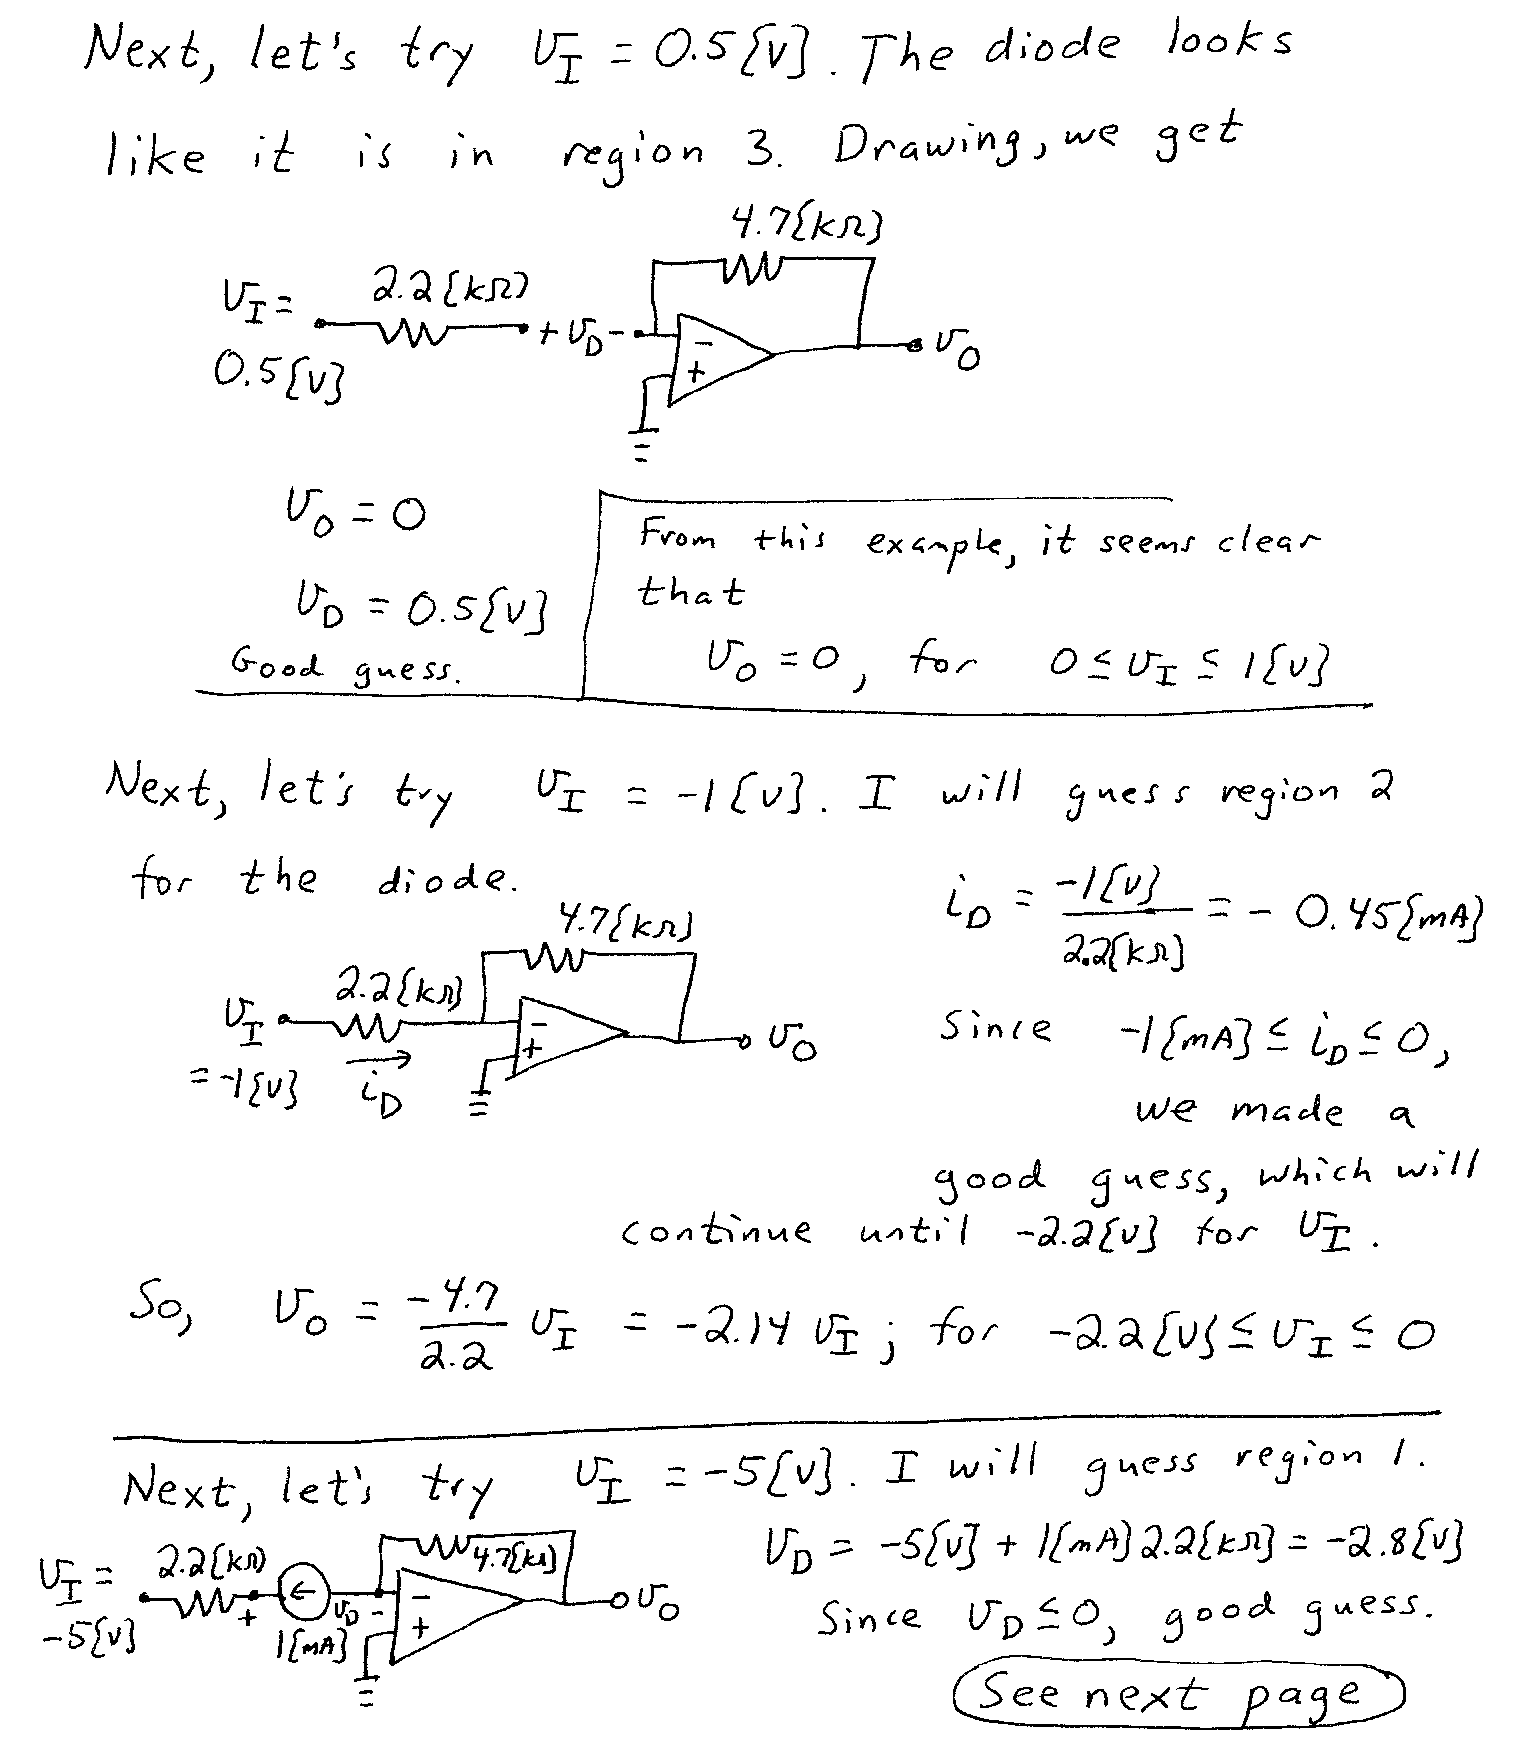 Next, let's try v_I = 0.5{V}. The diode looks
like it is in region 3. Drawing, we get
4.7{kΩ}
v_I = 2.2{kΩ} + v_D - - v_O
0.5{V} +
v_O = 0
v_D = 0.5{V}
Good guess.
From this example, it seems clear
that
v_O = 0, for 0 ≤ v_I ≤ 1{V}
Next, let's try v_I = -1{V}. I will guess region 2
for the diode.
4.7{kΩ}
v_I 2.2{kΩ} - v_O
= -1{V} i_D +
i_D = -1{V} / 2.2{kΩ} = - 0.45{mA}
Since -1{mA} ≤ i_D ≤ 0,
we made a
good guess, which will
continue until -2.2{V} for v_I.
So, v_O = -4.7 / 2.2 v_I = -2.14 v_I ; for -2.2{V} ≤ v_I ≤ 0
Next, let's try v_I = -5{V}. I will guess region 1.
v_I = 2.2{kΩ} 4.7{kΩ}
-5{V} + v_D - 1{mA} - + v_O
v_D = -5{V} + 1{mA} 2.2{kΩ} = -2.8{V}
Since v_D ≤ 0, good guess.
See next page